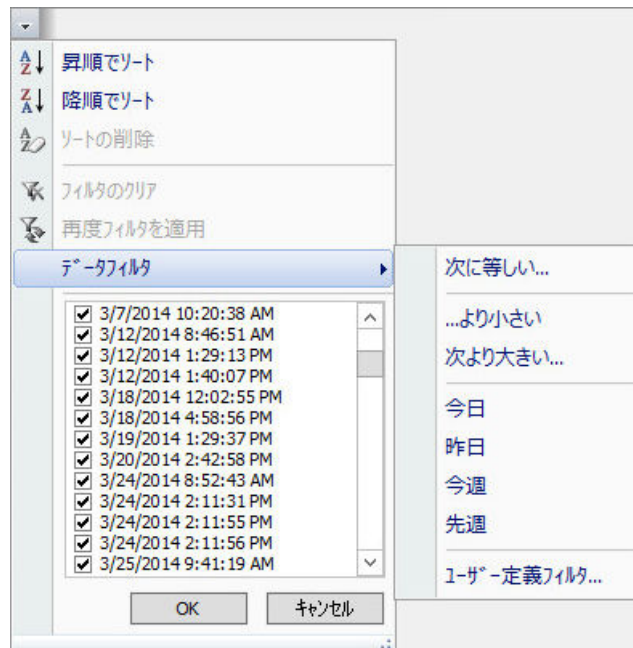 昇順でソート
降順でソート
ソートの削除
フィルタのクリア
再度フィルタを適用
データフィルタ
3/7/2014 10:20:38 AM
3/12/2014 8:46:51 AM
3/12/2014 1:29:13 PM
3/12/2014 1:40:07 PM
3/18/2014 12:02:55 PM
3/18/2014 4:58:56 PM
3/19/2014 1:29:37 PM
3/20/2014 2:42:58 PM
3/24/2014 8:52:43 AM
3/24/2014 2:11:31 PM
3/24/2014 2:11:55 PM
3/24/2014 2:11:56 PM
3/25/2014 9:41:19 AM
OK
キャンセル
次に等しい...
...より小さい
次より大きい...
今日
昨日
今週
先週
ユーザー定義フィルタ...